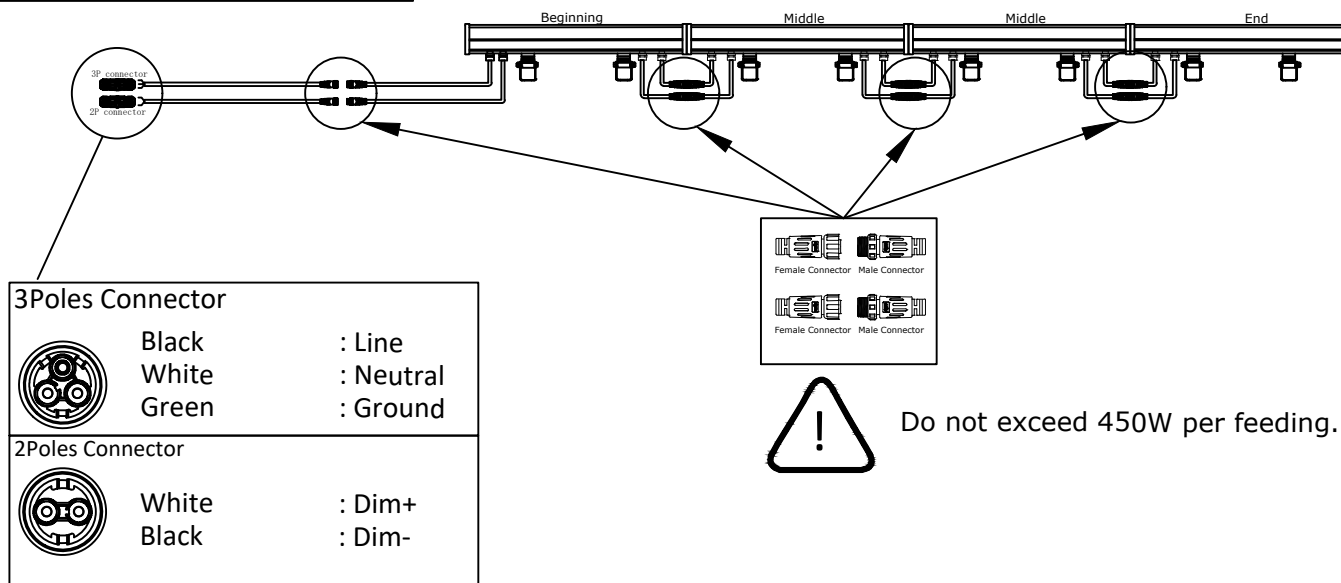 Beginning
Middle
Middle
End
3P connector
2P connector
Female Connector
Male Connector
Female Connector
Male Connector
3Poles Connector
Black : Line
White : Neutral
Green : Ground
2Poles Connector
White : Dim+
Black : Dim-
!
Do not exceed 450W per feeding.